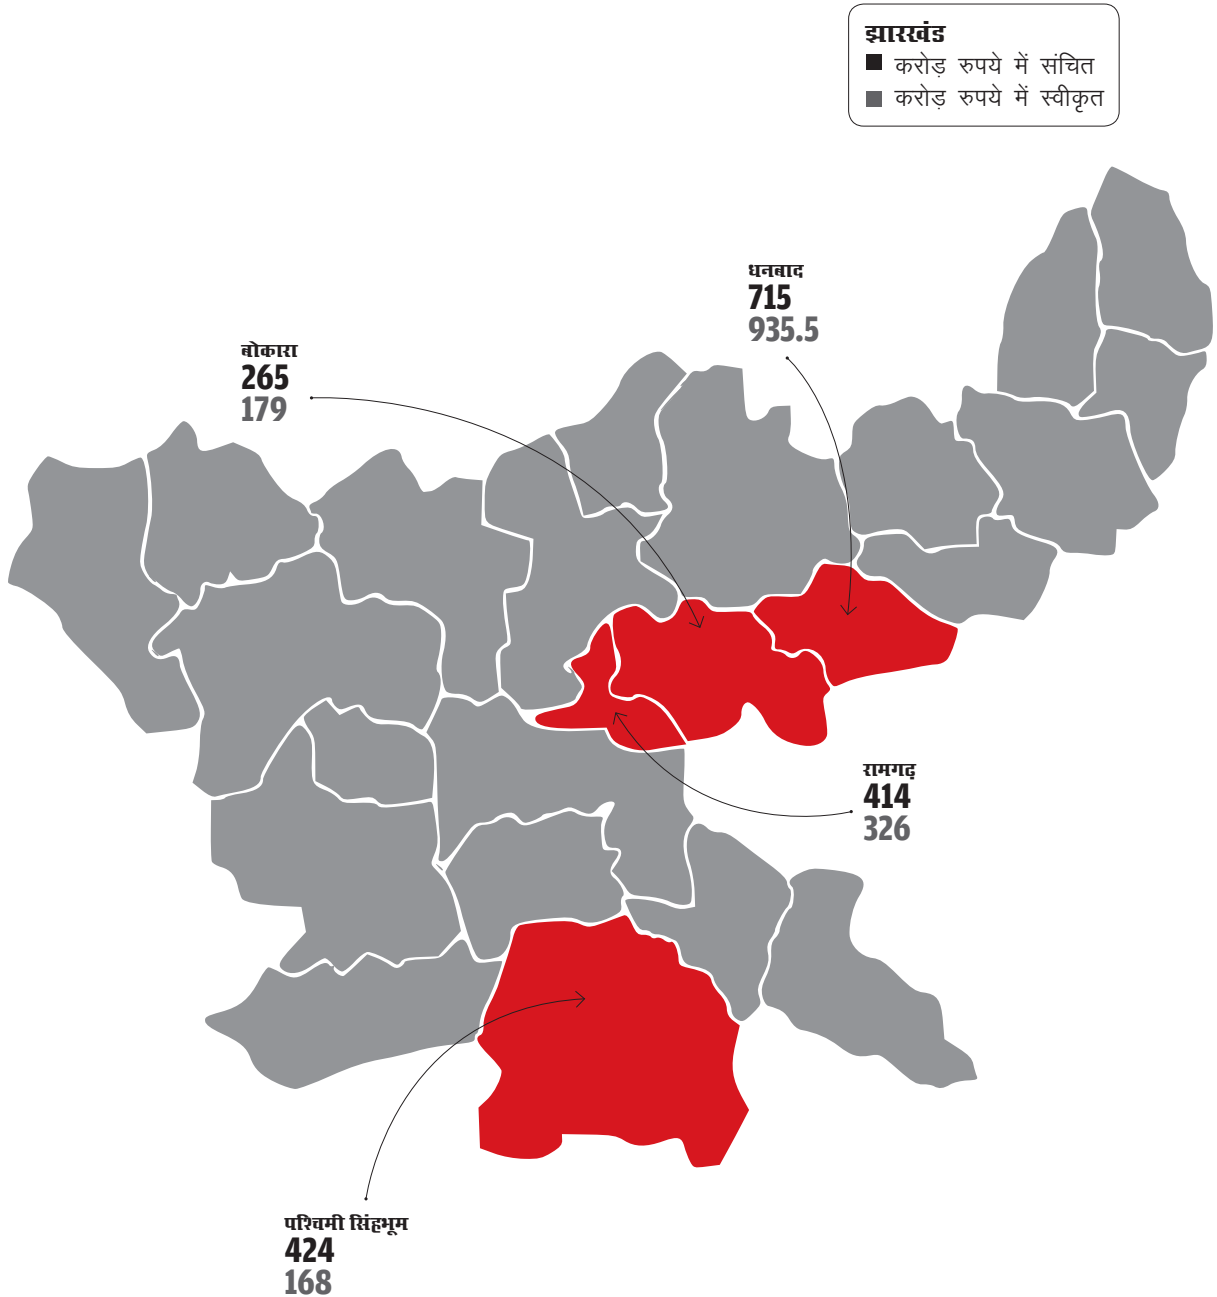 झारखंड
करोड़ रुपये में संचित
करोड़ रुपये में स्वीकृत
धनबाद
715
935.5
बोकारा
265
179
रामगढ़
414
326
पश्चिमी सिंहभूम
424
168